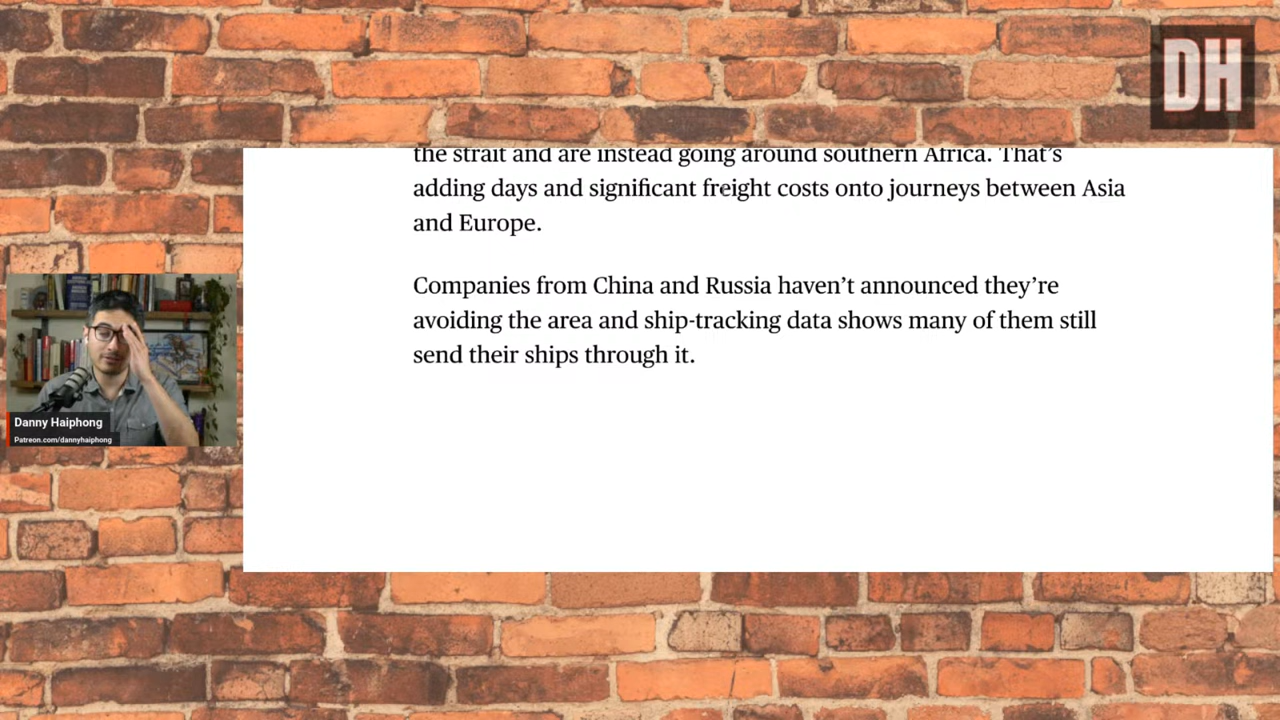 DH
the strait and are instead going around southern Africa. That’s
adding days and significant freight costs onto journeys between Asia
and Europe.
Companies from China and Russia haven’t announced they’re
avoiding the area and ship-tracking data shows many of them still
send their ships through it.
Danny Haiphong
Patreon.com/dannyhaiphong